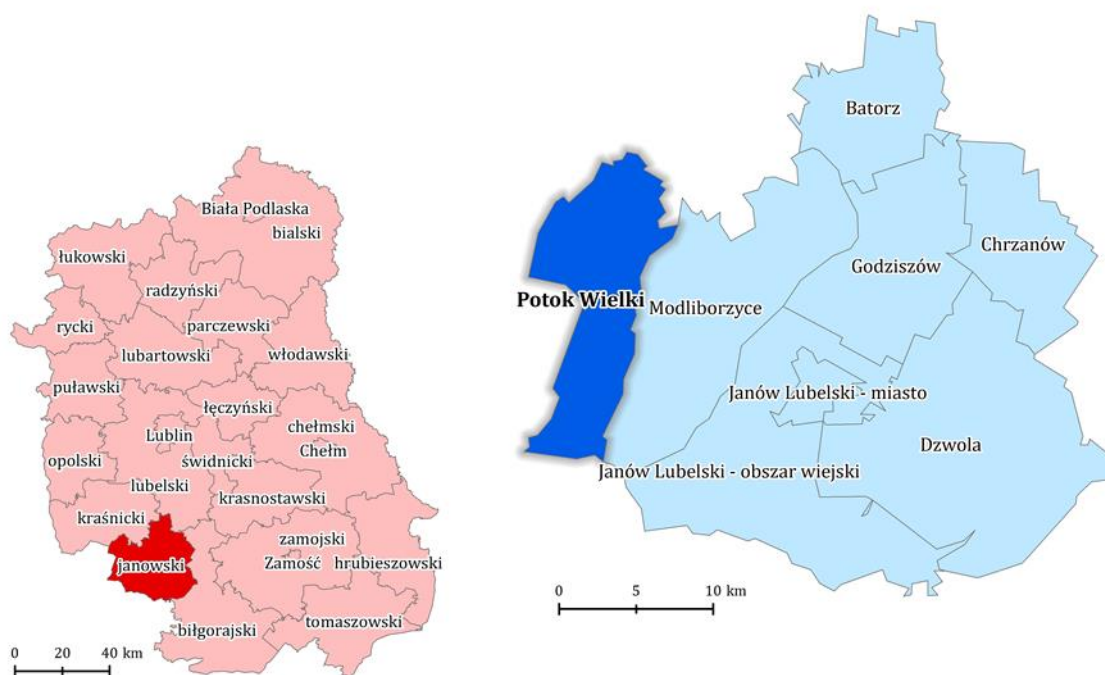 Biała Podlaska
bialski
łukowski
radzyński
rycki
parczewski
lubartowski
włodawski
puławski
łęczyński
chełmski
Lublin
Chełm
opolski
świdnicki
lubelski
krasnostawski
kraśnicki
zamojski
janowski
Zamość
hrubieszowski
biłgorajski
tomaszowski
0 20 40 km
Batorz
Chrzanów
Godziszów
Potok Wielki
Modliborzyce
Janów Lubelski - miasto
Dzwola
Janów Lubelski - obszar wiejski
0 5 10 km